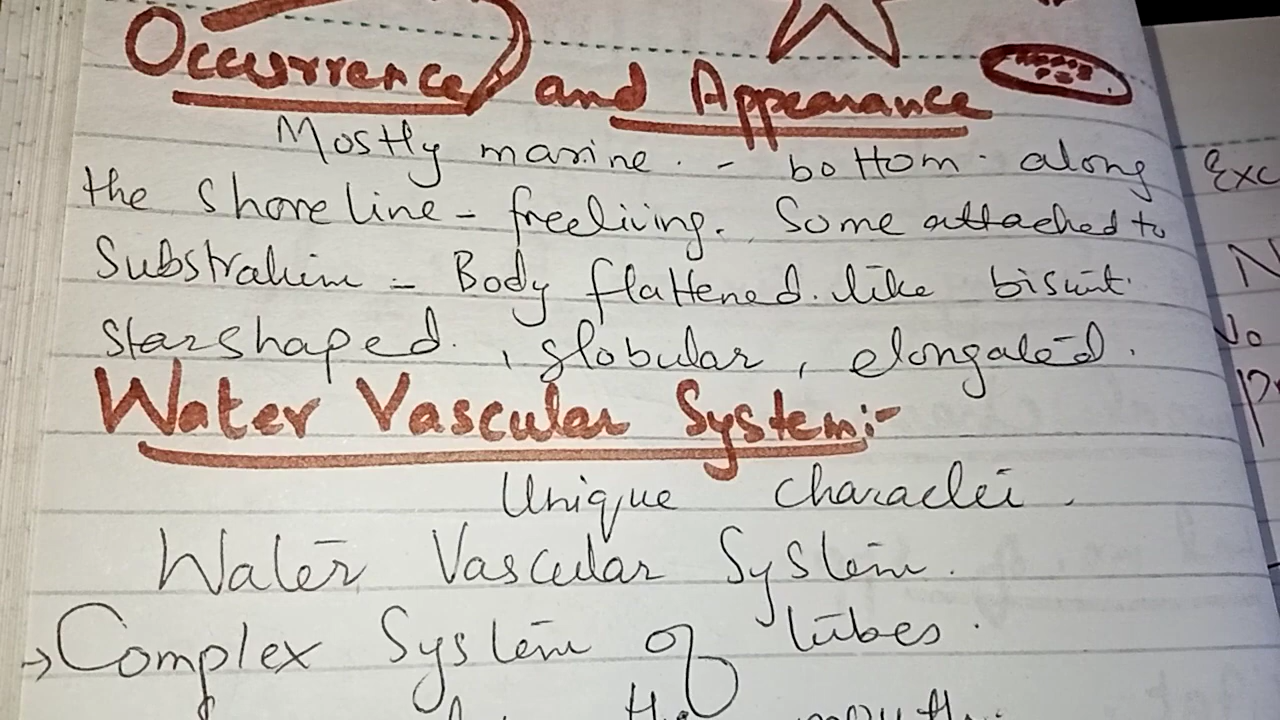 Occurrence and Appearance
Mostly marine. - bottom. along
the shoreline - freeliving. Some attached to
Substratum - Body flattened. like biscuit.
Starshaped. , globular, elongated.
Water Vascular System:-
Unique character.
Water Vascular System.
→ Complex System of tubes.
Exc